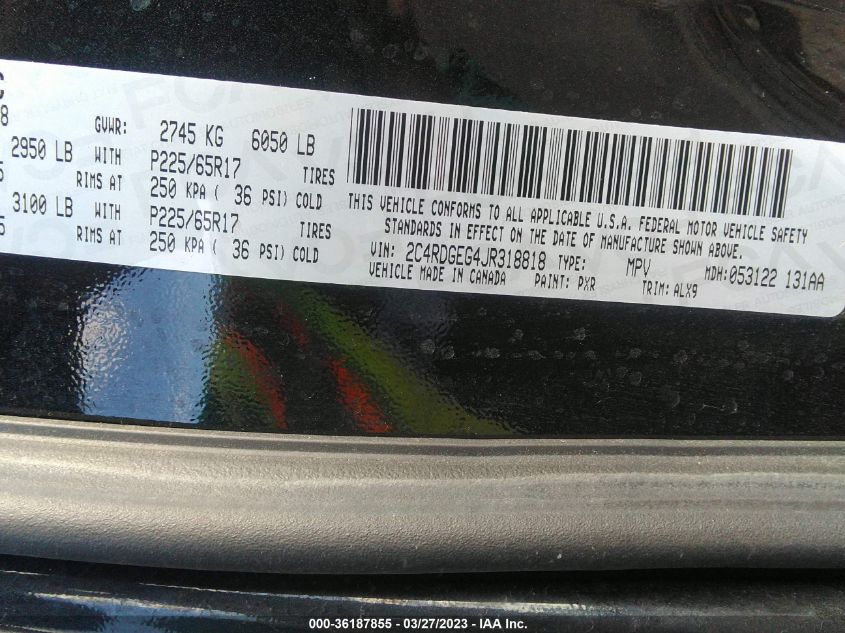 GVWR: 2745 KG 6050 LB
2950 LB WITH P225/65R17 TIRES
RIMS AT 250 KPA ( 36 PSI) COLD
3100 LB WITH P225/65R17 TIRES
RIMS AT 250 KPA ( 36 PSI) COLD
THIS VEHICLE CONFORMS TO ALL APPLICABLE U.S.A. FEDERAL MOTOR VEHICLE SAFETY
STANDARDS IN EFFECT ON THE DATE OF MANUFACTURE SHOWN ABOVE.
VIN: 2C4RDGEG4JR318818 TYPE: MPV MDH:053122 131AA
VEHICLE MADE IN CANADA PAINT: PXR TRIM: ALX9
000-36187855 - 03/27/2023 - IAA Inc.